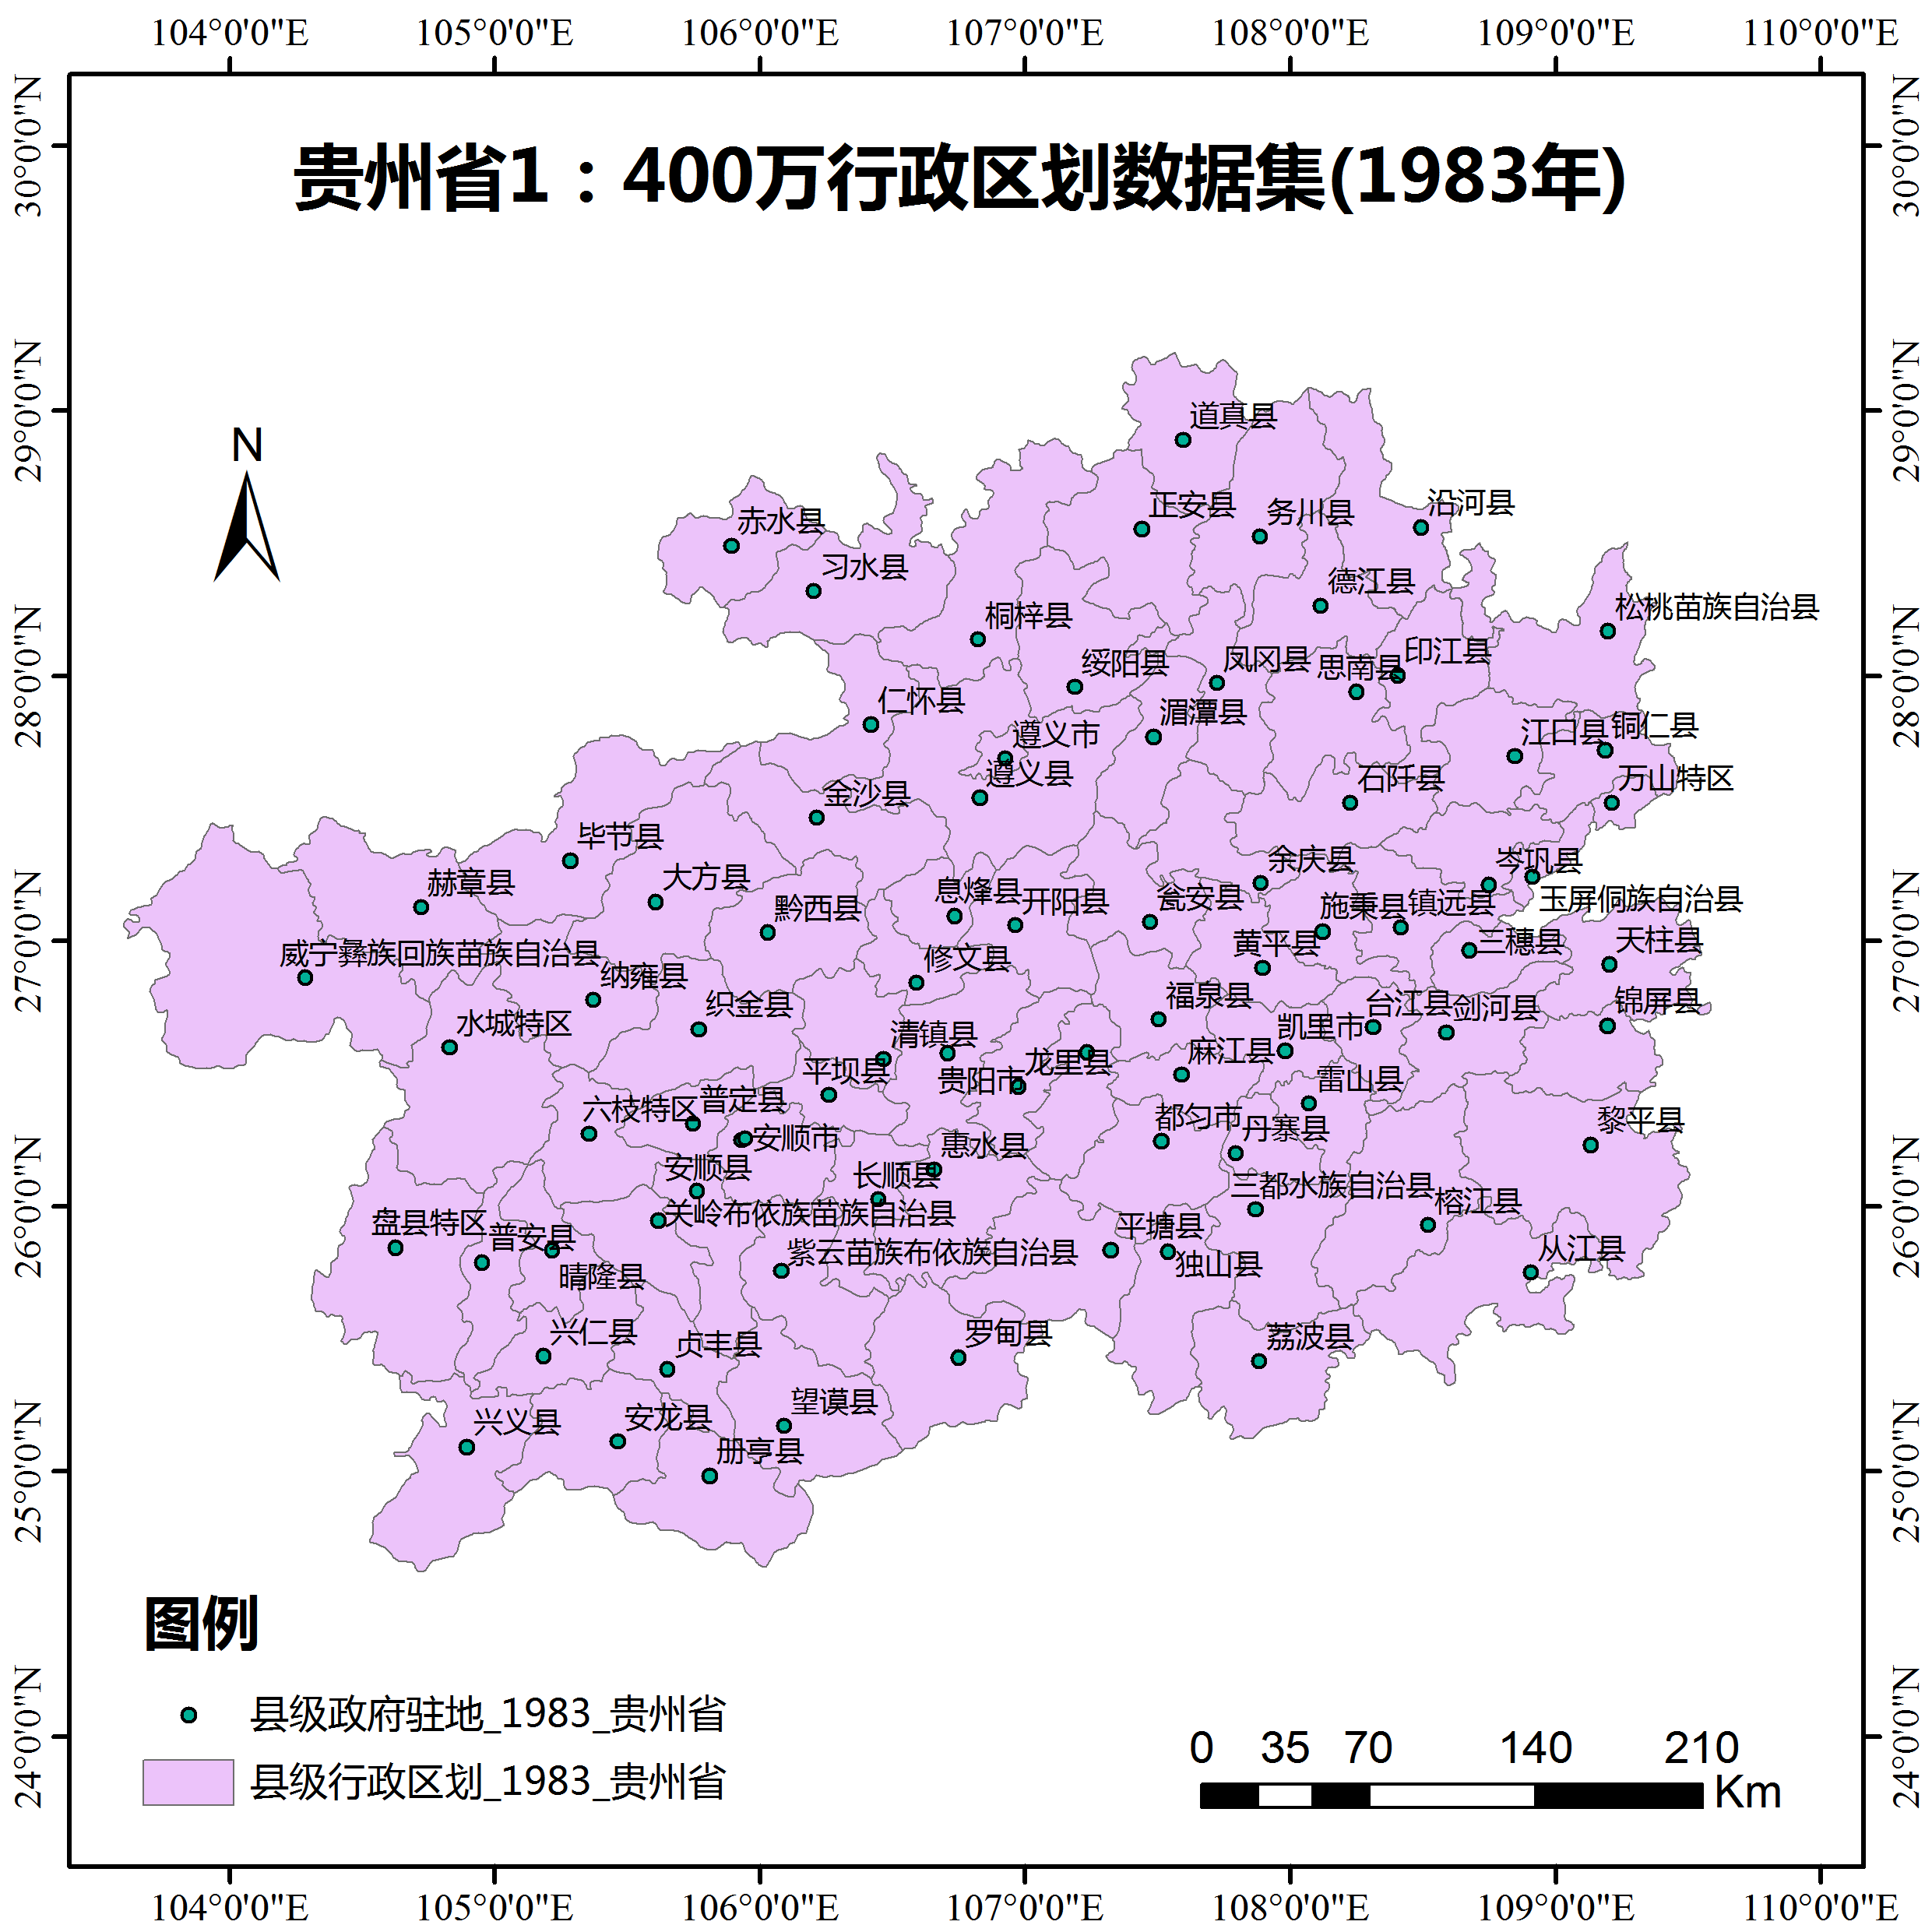 104°0'0"E 105°0'0"E 106°0'0"E 107°0'0"E 108°0'0"E 109°0'0"E 110°0'0"E
30°0'0"N 30°0'0"N
贵州省1：400万行政区划数据集(1983年)
29°0'0"N 29°0'0"N
N
道真县
正安县
务川县
沿河县
赤水县
习水县
德江县
松桃苗族自治县
桐梓县
绥阳县
凤冈县
思南县
印江县
28°0'0"N 28°0'0"N
仁怀县
湄潭县
遵义市
江口县
铜仁县
遵义县
石阡县
万山特区
金沙县
毕节县
余庆县
岑巩县
赫章县
大方县
息烽县
开阳县
瓮安县
施秉县
镇远县
玉屏侗族自治县
黔西县
27°0'0"N 27°0'0"N
威宁彝族回族苗族自治县
修文县
黄平县
三穗县
天柱县
纳雍县
织金县
福泉县
台江县
剑河县
锦屏县
水城特区
清镇县
凯里市
平坝县
贵阳市
龙里县
麻江县
雷山县
六枝特区
普定县
安顺市
惠水县
都匀市
丹寨县
黎平县
安顺县
长顺县
三都水族自治县
榕江县
26°0'0"N 26°0'0"N
关岭布依族苗族自治县
盘县特区
普安县
紫云苗族布依族自治县
平塘县
独山县
从江县
晴隆县
兴仁县
贞丰县
罗甸县
荔波县
望谟县
兴义县
安龙县
册亨县
25°0'0"N 25°0'0"N
图例
县级政府驻地_1983_贵州省
县级行政区划_1983_贵州省
24°0'0"N 24°0'0"N
0 35 70 140 210
Km
104°0'0"E 105°0'0"E 106°0'0"E 107°0'0"E 108°0'0"E 109°0'0"E 110°0'0"E